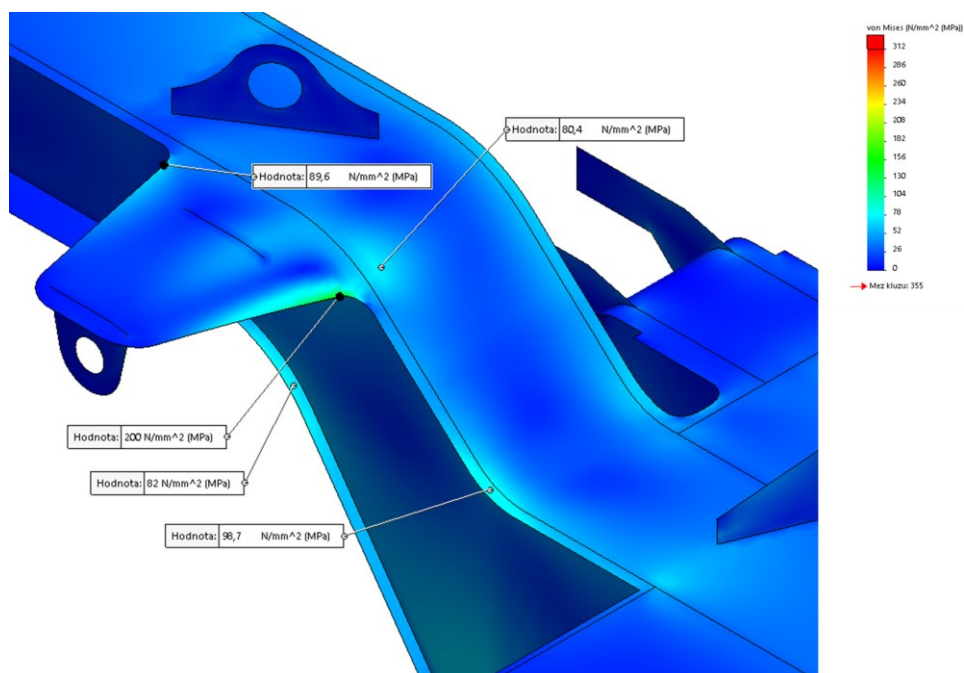 von Mises (N/mm^2 (MPa))
312
286
260
234
208
182
156
130
104
78
52
26
0
Mez kluzu: 355
Hodnota: 80,4 N/mm^2 (MPa)
Hodnota: 89,6 N/mm^2 (MPa)
Hodnota: 200 N/mm^2 (MPa)
Hodnota: 82 N/mm^2 (MPa)
Hodnota: 98,7 N/mm^2 (MPa)